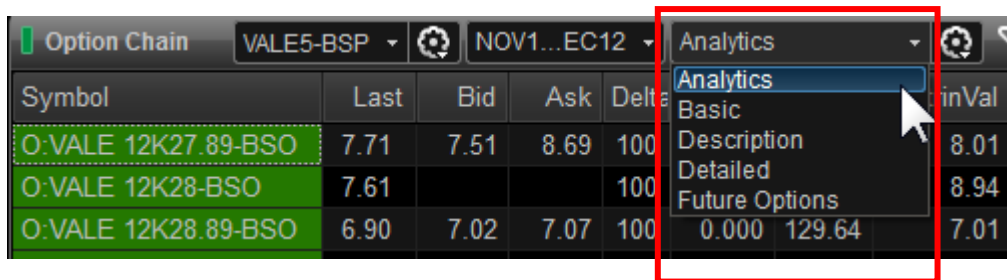 Option Chain VALE5-BSP NOV1...EC12 Analytics
Symbol Last Bid Ask Delta Analytics rinVal
Basic
O:VALE 12K27.89-BSO 7.71 7.51 8.69 100 Description 8.01
Detailed
O:VALE 12K28-BSO 7.61 100 8.94
Future Options
O:VALE 12K28.89-BSO 6.90 7.02 7.07 100 0.000 129.64 7.01